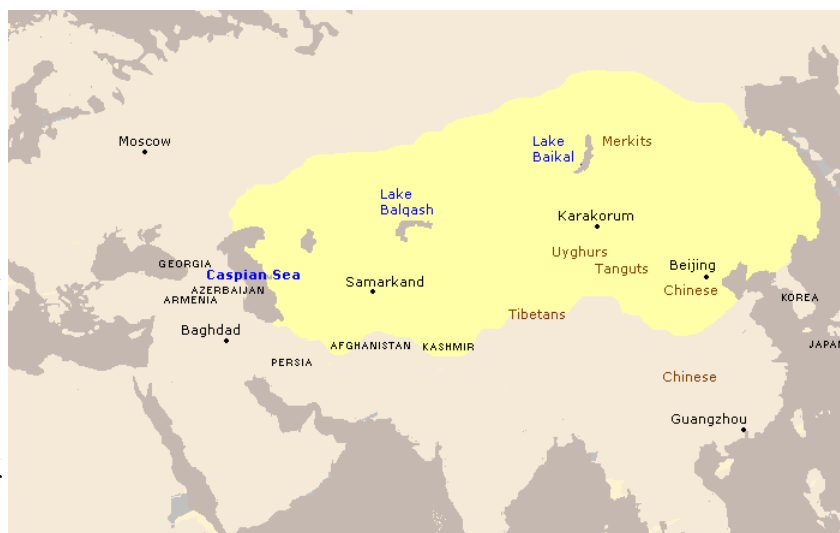 Moscow
Lake
Baikal
Merkits
Lake
Balqash
Karakorum
Uyghurs
GEORGIA
Caspian Sea
Tanguts
Beijing
AZERBAIJAN
Samarkand
Chinese
ARMENIA
KOREA
Tibetans
Baghdad
AFGHANISTAN
KASHMIR
JAPAN
PERSIA
Chinese
Guangzhou